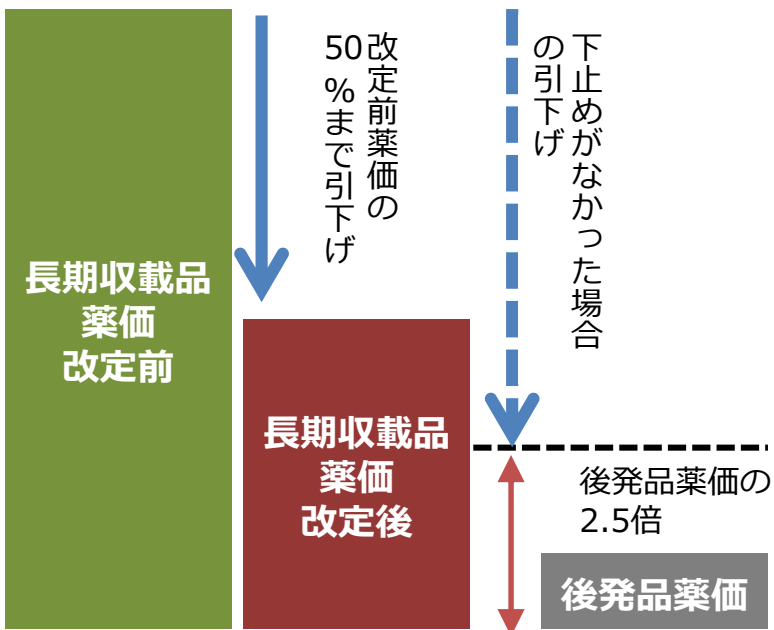 長期収載品
薬価
改定前
改定前薬価の
50%まで引下げ
長期収載品
薬価
改定後
下止めがなかった場合
の引下げ
後発品薬価の
2.5倍
後発品薬価